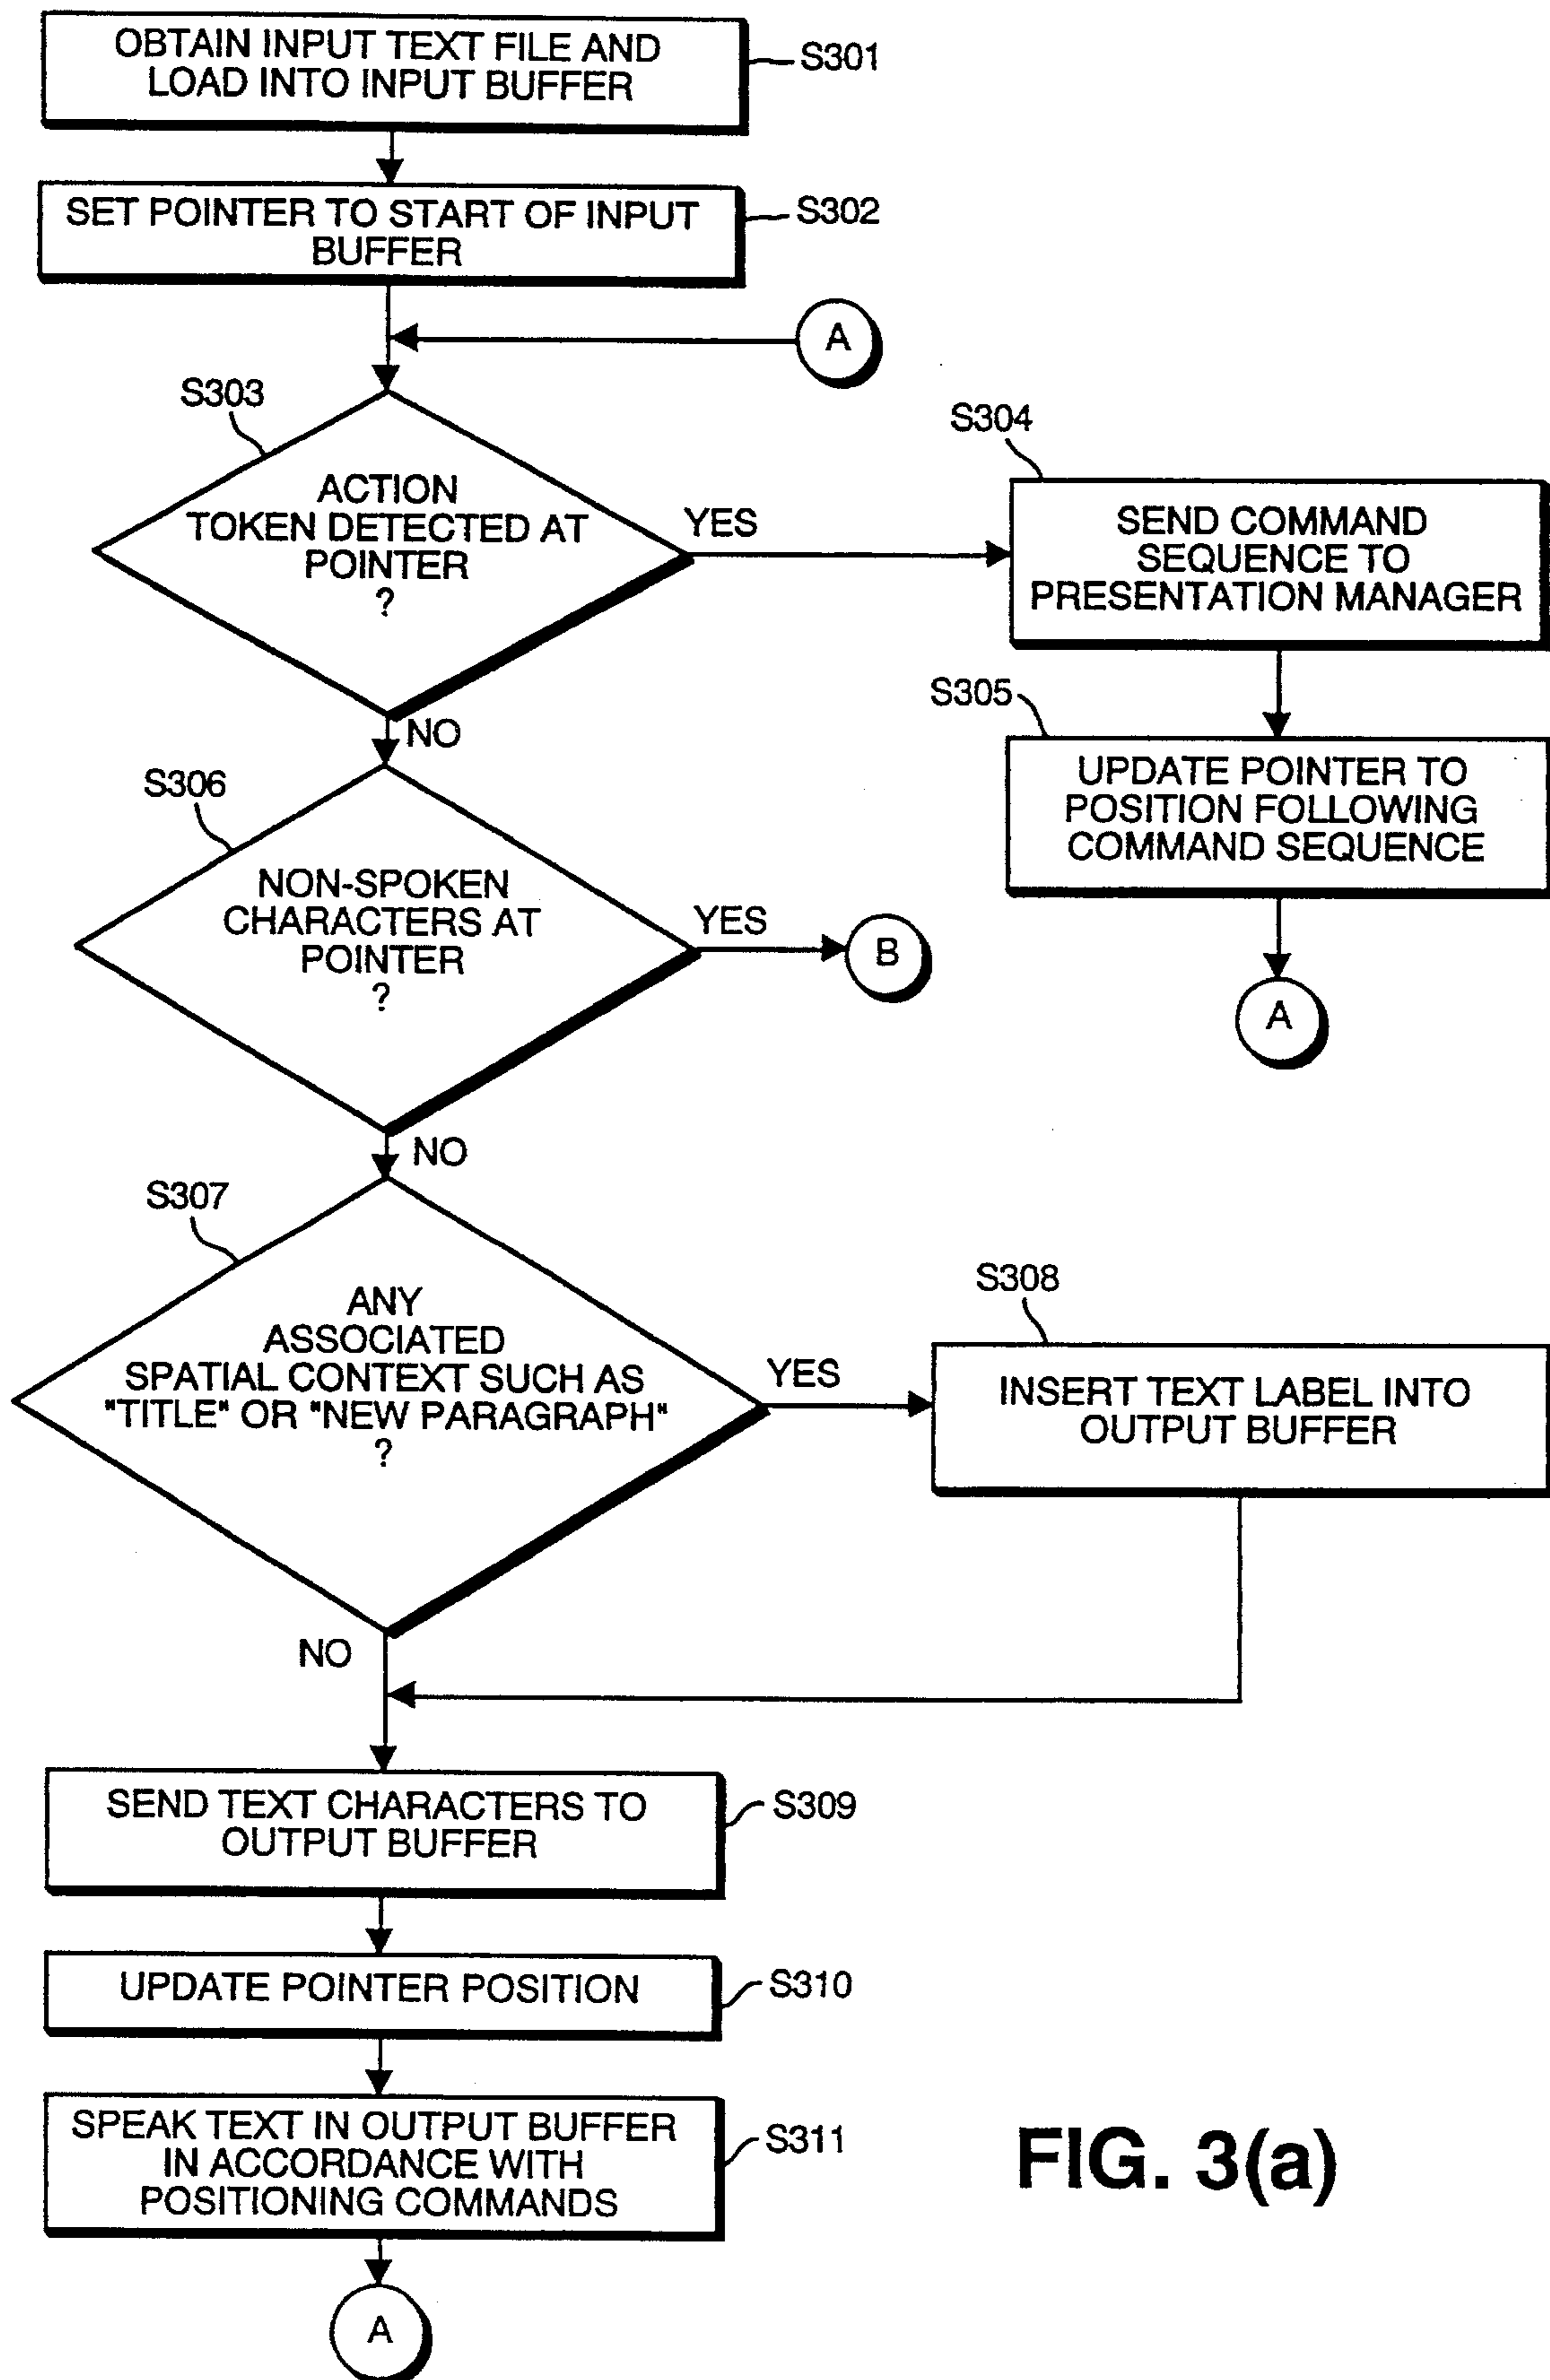 OBTAIN INPUT TEXT FILE AND
LOAD INTO INPUT BUFFER
S301
SET POINTER TO START OF INPUT
BUFFER
S302
A
S303
ACTION
TOKEN DETECTED AT
POINTER
?
YES
S304
SEND COMMAND
SEQUENCE TO
PRESENTATION MANAGER
S305
UPDATE POINTER TO
POSITION FOLLOWING
COMMAND SEQUENCE
A
NO
S306
NON-SPOKEN
CHARACTERS AT
POINTER
?
YES
B
NO
S307
ANY
ASSOCIATED
SPATIAL CONTEXT SUCH AS
"TITLE" OR "NEW PARAGRAPH"
?
YES
S308
INSERT TEXT LABEL INTO
OUTPUT BUFFER
NO
SEND TEXT CHARACTERS TO
OUTPUT BUFFER
S309
UPDATE POINTER POSITION
S310
SPEAK TEXT IN OUTPUT BUFFER
IN ACCORDANCE WITH
POSITIONING COMMANDS
S311
A
FIG. 3(a)